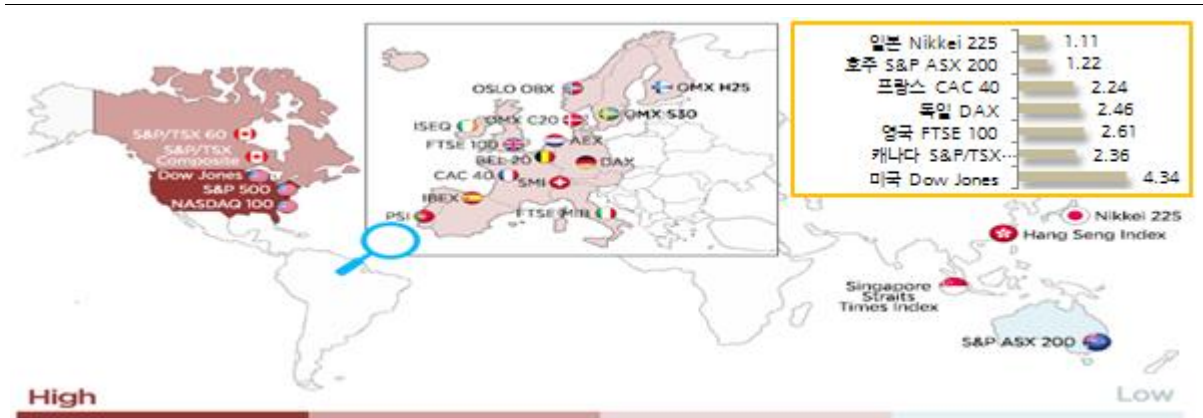 일본 Nikkei 225 1.11
호주 S&P ASX 200 1.22
프랑스 CAC 40 2.24
독일 DAX 2.46
영국 FTSE 100 2.61
캐나다 S&P/TSX… 2.36
미국 Dow Jones 4.34
S&P/TSX 60
S&P/TSX
Composite
Dow Jones
S&P 500
NASDAQ 100
OSLO OBX
OMX H25
OMX C20
OMX S30
ISEQ
AEX
FTSE 100
BEL 20
DAX
CAC 40
SMI
IBEX
PSI
FTSE MIB
Nikkei 225
Hang Seng Index
Singapore
Straits
Times Index
S&P ASX 200
High
Low